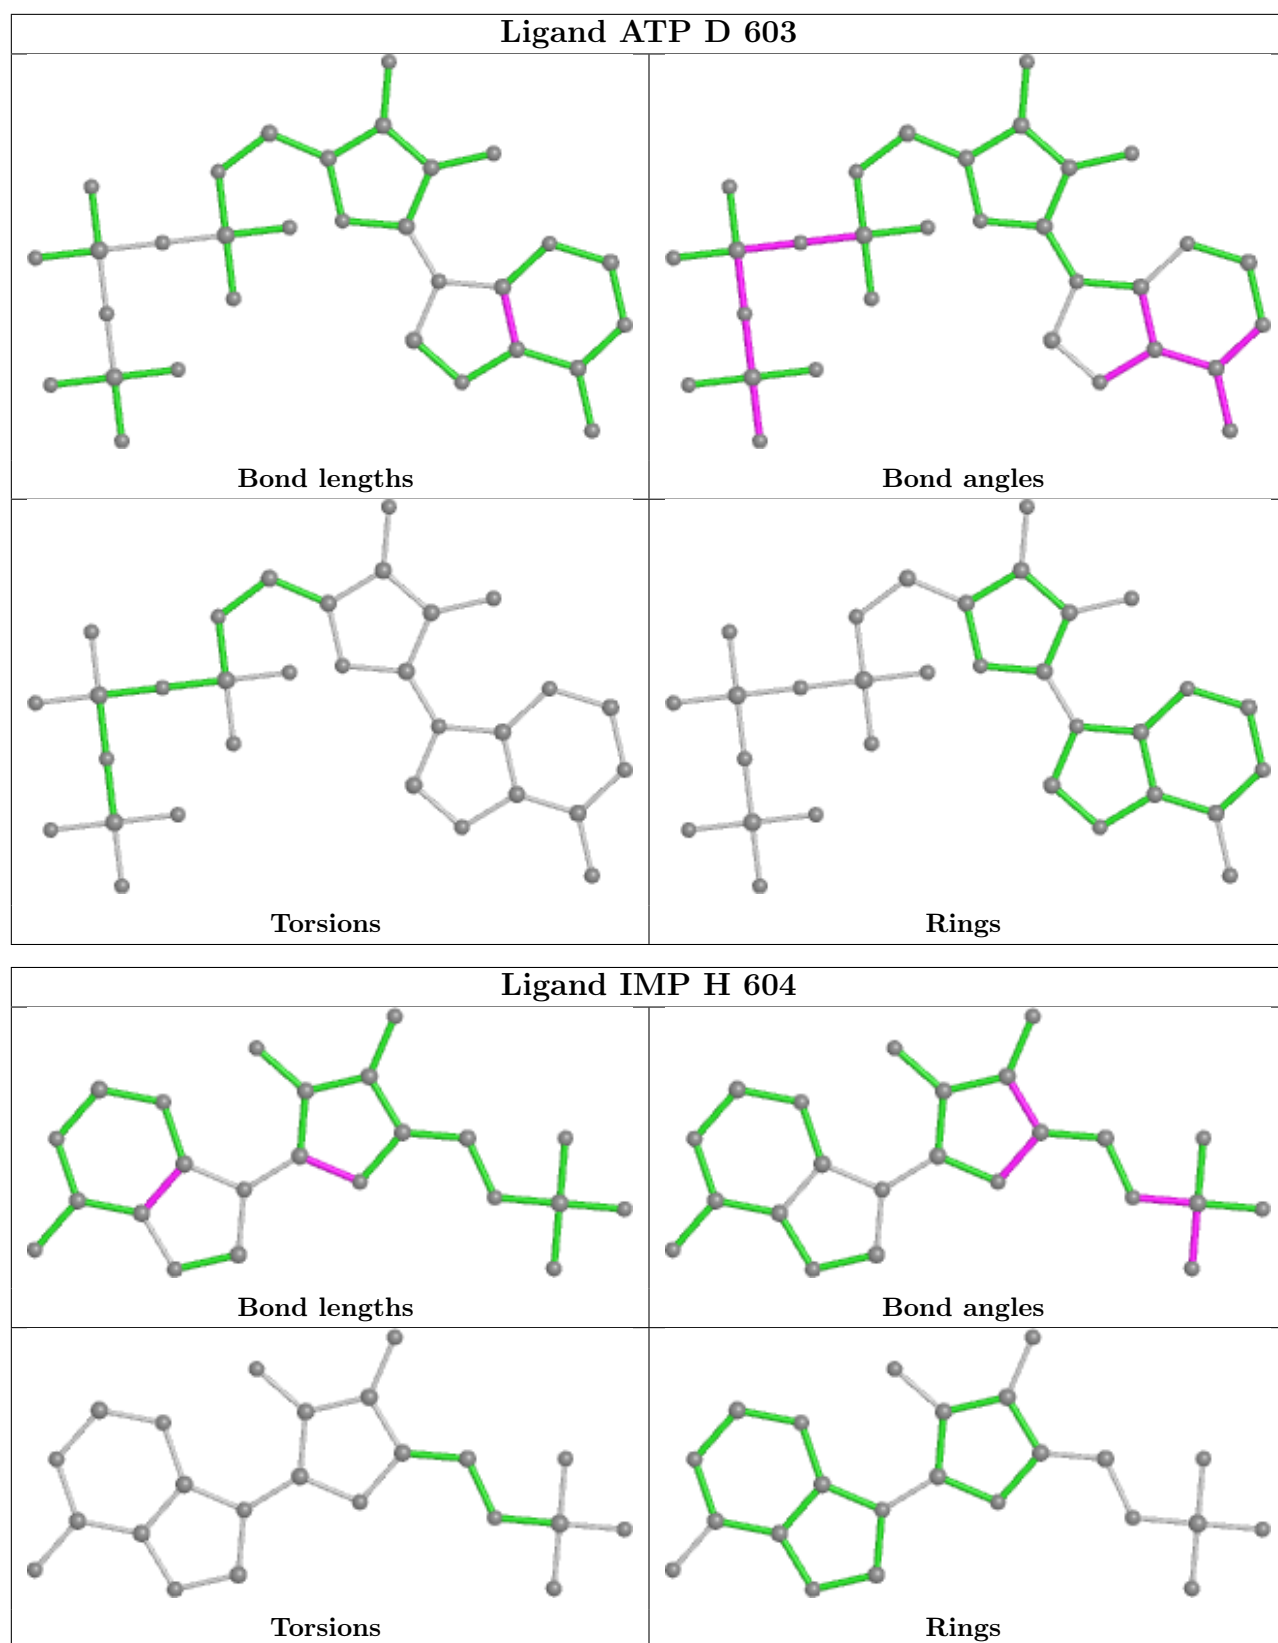 Ligand ATP D 603
Bond lengths
Bond angles
Torsions
Rings
Ligand IMP H 604
Bond lengths
Bond angles
Torsions
Rings